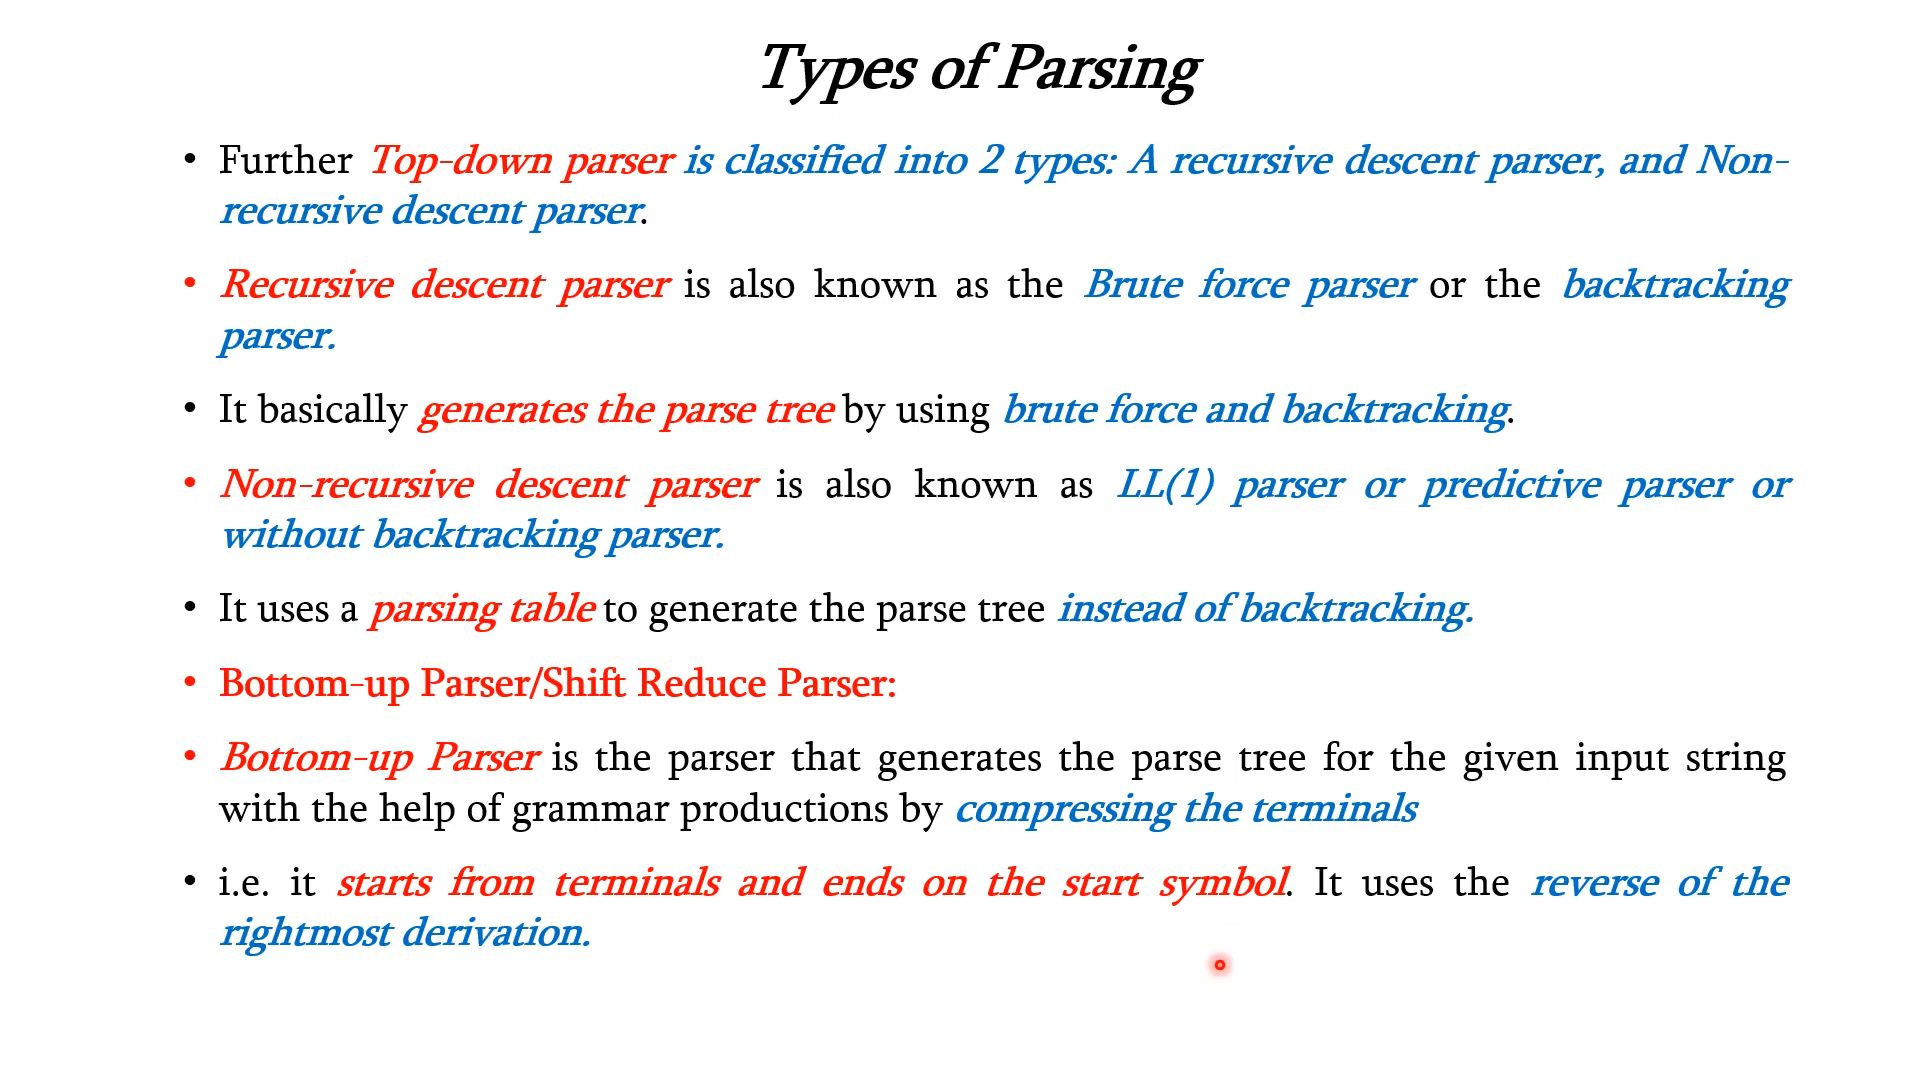 Types of Parsing
• Further Top-down parser is classified into 2 types: A recursive descent parser, and Non-
recursive descent parser.
• Recursive descent parser is also known as the Brute force parser or the backtracking
parser.
• It basically generates the parse tree by using brute force and backtracking.
• Non-recursive descent parser is also known as LL(1) parser or predictive parser or
without backtracking parser.
• It uses a parsing table to generate the parse tree instead of backtracking.
• Bottom-up Parser/Shift Reduce Parser:
• Bottom-up Parser is the parser that generates the parse tree for the given input string
with the help of grammar productions by compressing the terminals
• i.e. it starts from terminals and ends on the start symbol. It uses the reverse of the
rightmost derivation.